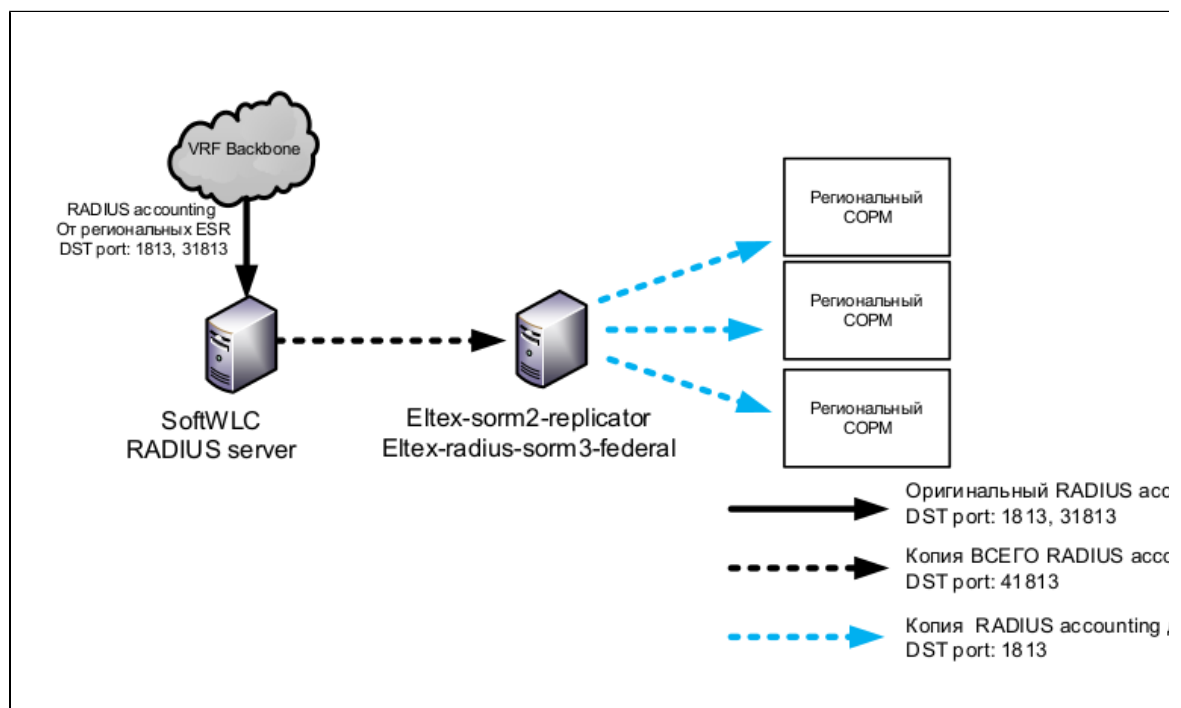 VRF Backbone
RADIUS accounting
От региональных ESR
DST port: 1813, 31813
SoftWLC
RADIUS server
Eltex-sorm2-replicator
Eltex-radius-sorm3-federal
Региональный
СОРМ
Региональный
СОРМ
Региональный
СОРМ
Оригинальный RADIUS acc
DST port: 1813, 31813
Копия ВСЕГО RADIUS acc
DST port: 41813
Копия RADIUS accounting
DST port: 1813